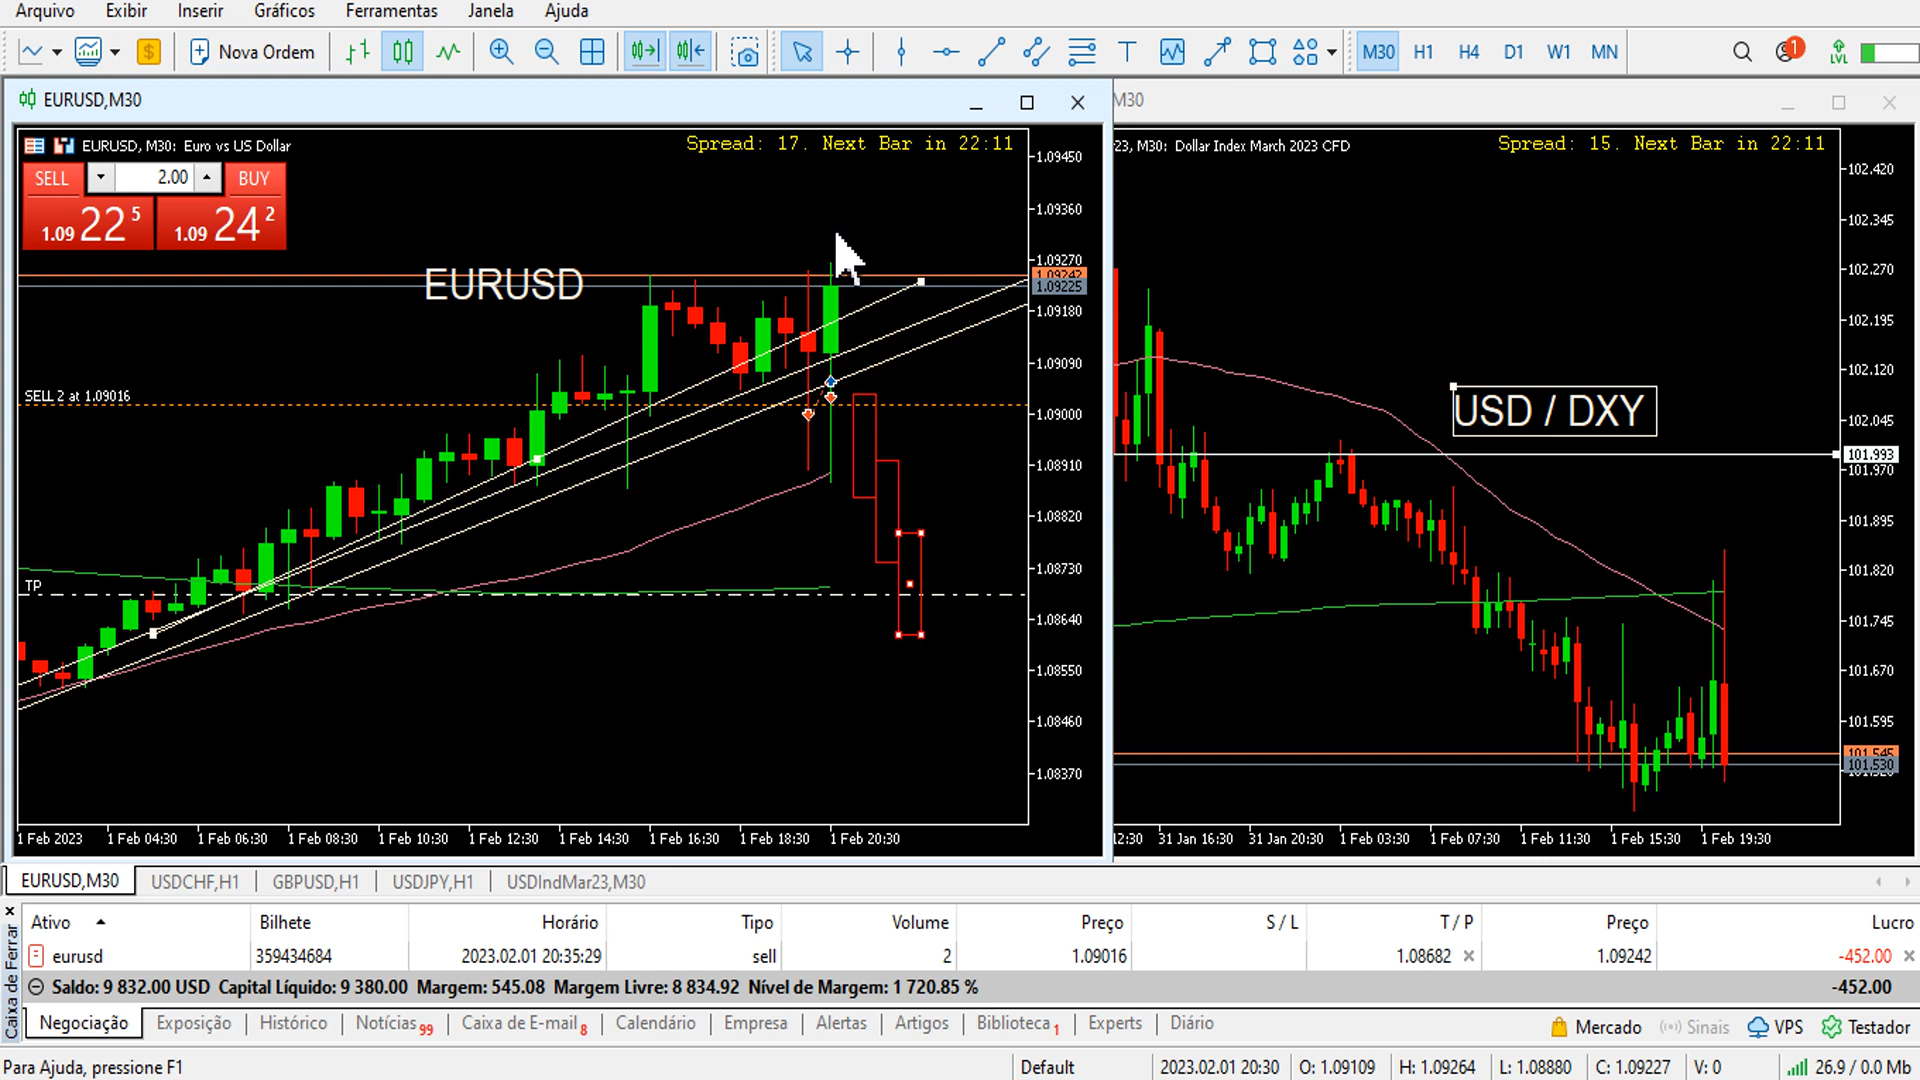 Arquivo Exibir Inserir Gráficos Ferramentas Janela Ajuda
Nova Ordem M30 H1 H4 D1 W1 MN 1 LVL
EURUSD,M30
M30
EURUSD, M30: Euro vs US Dollar
Spread: 17. Next Bar in 22:11
23, M30: Dollar Index March 2023 CFD
Spread: 15. Next Bar in 22:11
SELL 2.00 BUY
1.09 22 5 1.09 24 2
EURUSD
SELL 2 at 1.09016
TP
1.09450
1.09360
1.09270
1.09242
1.09225
1.09180
1.09090
1.09000
1.08910
1.08820
1.08730
1.08640
1.08550
1.08460
1.08370
1 Feb 2023 1 Feb 04:30 1 Feb 06:30 1 Feb 08:30 1 Feb 10:30 1 Feb 12:30 1 Feb 14:30 1 Feb 16:30 1 Feb 18:30 1 Feb 20:30
USD / DXY
102.420
102.345
102.270
102.195
102.120
102.045
101.993
101.970
101.895
101.820
101.745
101.670
101.595
101.545
101.530
12:30 31 Jan 16:30 31 Jan 20:30 1 Feb 03:30 1 Feb 07:30 1 Feb 11:30 1 Feb 15:30 1 Feb 19:30
EURUSD,M30 USDCHF,H1 GBPUSD,H1 USDJPY,H1 USDIndMar23,M30
Caixa de Ferrar
Ativo Bilhete Horário Tipo Volume Preço S / L T / P Preço Lucro
eurusd 359434684 2023.02.01 20:35:29 sell 2 1.09016 1.08682 1.09242 -452.00
Saldo: 9 832.00 USD Capital Líquido: 9 380.00 Margem: 545.08 Margem Livre: 8 834.92 Nível de Margem: 1 720.85 % -452.00
Negociação Exposição Histórico Notícias 99 Caixa de E-mail 8 Calendário Empresa Alertas Artigos Biblioteca 1 Experts Diário Mercado Sinais VPS Testador
Para Ajuda, pressione F1 Default 2023.02.01 20:30 O: 1.09109 H: 1.09264 L: 1.08880 C: 1.09227 V: 0 26.9 / 0.0 Mb